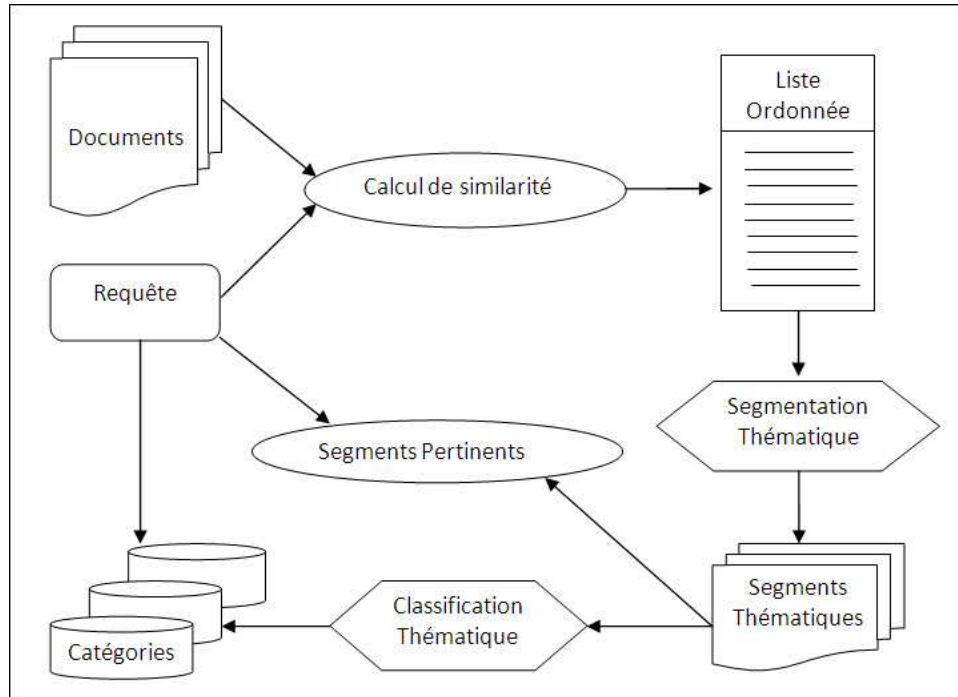 Documents
Liste
Ordonnée
Calcul de similarité
Requête
Segmentation
Thématique
Segments Pertinents
Segments
Thématiques
Classification
Thématique
Catégories